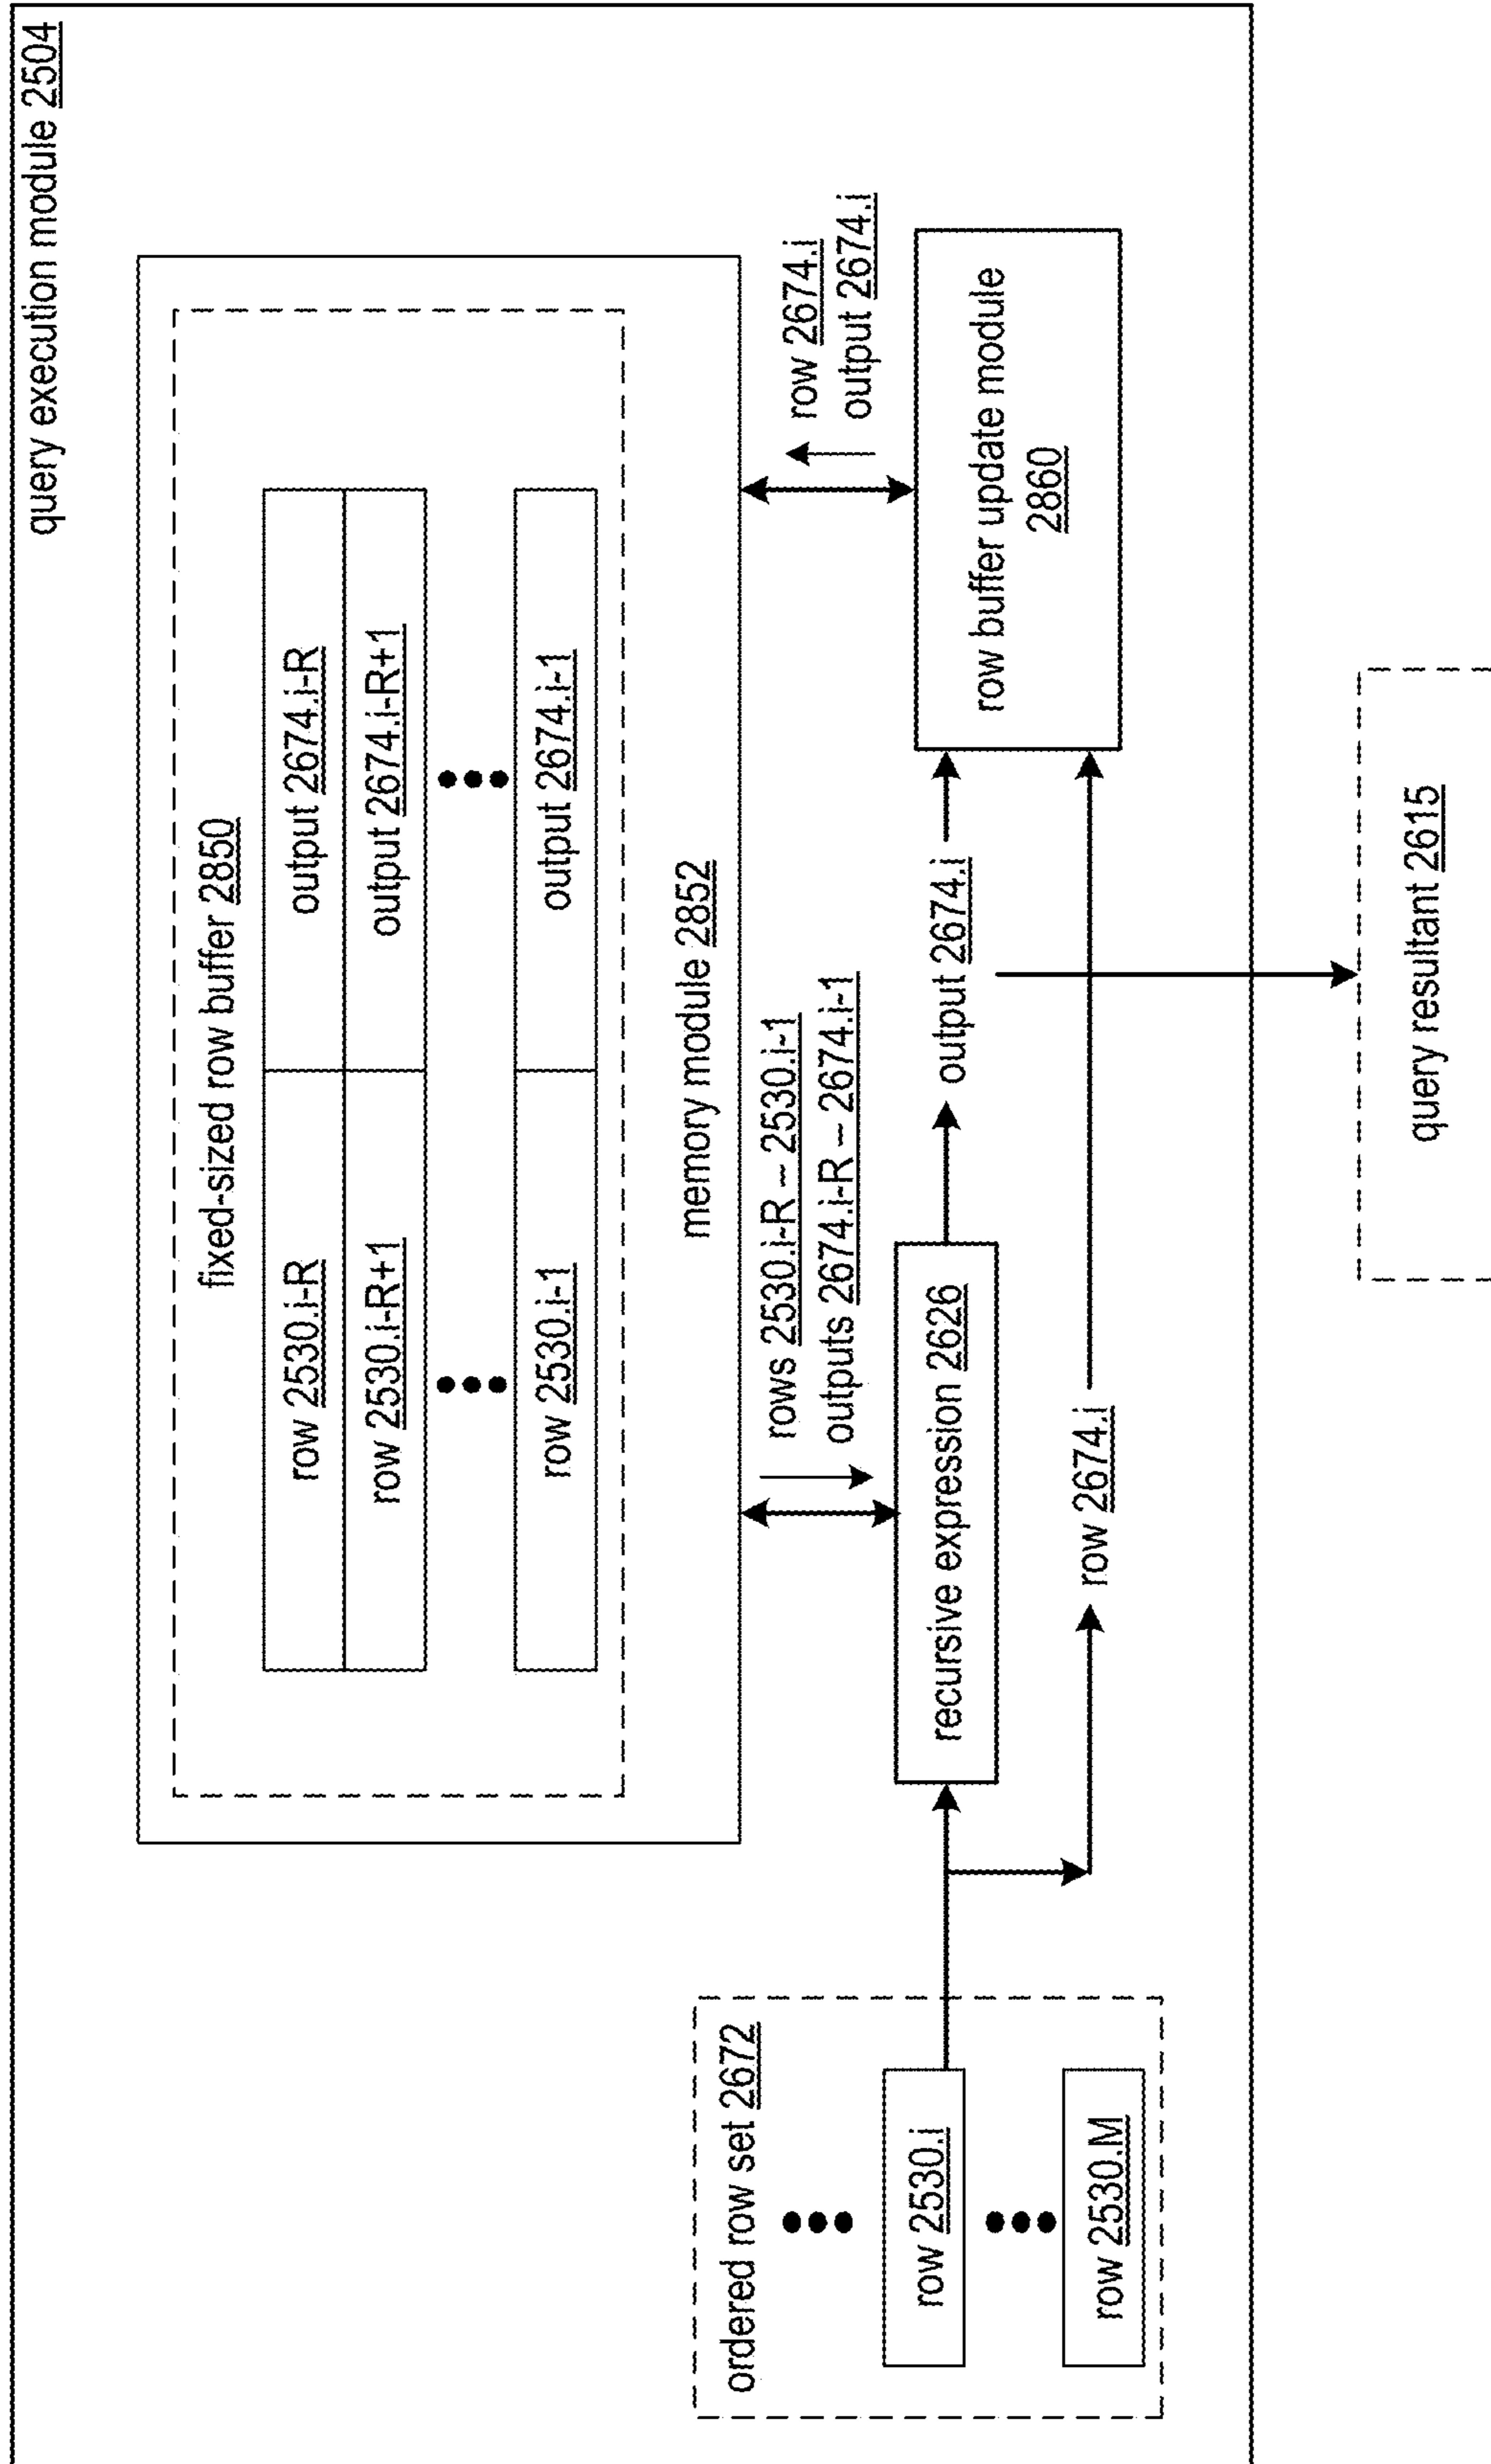 query execution module 2504
fixed-sized row buffer 2850
row 2530.i-R
output 2674.i-R
row 2530.i-R+1
output 2674.i-R+1
row 2530.i-1
output 2674.i-1
memory module 2852
rows 2530.i-R – 2530.i-1
outputs 2674.i-R – 2674.i-1
row 2674.i
output 2674.i
ordered row set 2672
row 2530.i
row 2530.M
recursive expression 2626
output 2674.i
row 2674.i
row buffer update module
2860
query resultant 2615